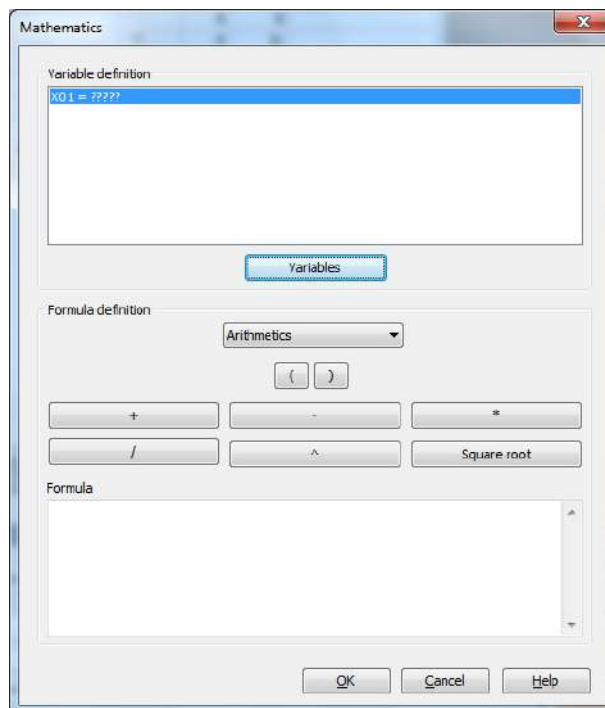 Mathematics
Variable definition
X01 = ?????
Variables
Formula definition
Arithmetics
( )
+ - *
/ ^ Square root
Formula
OK Cancel Help